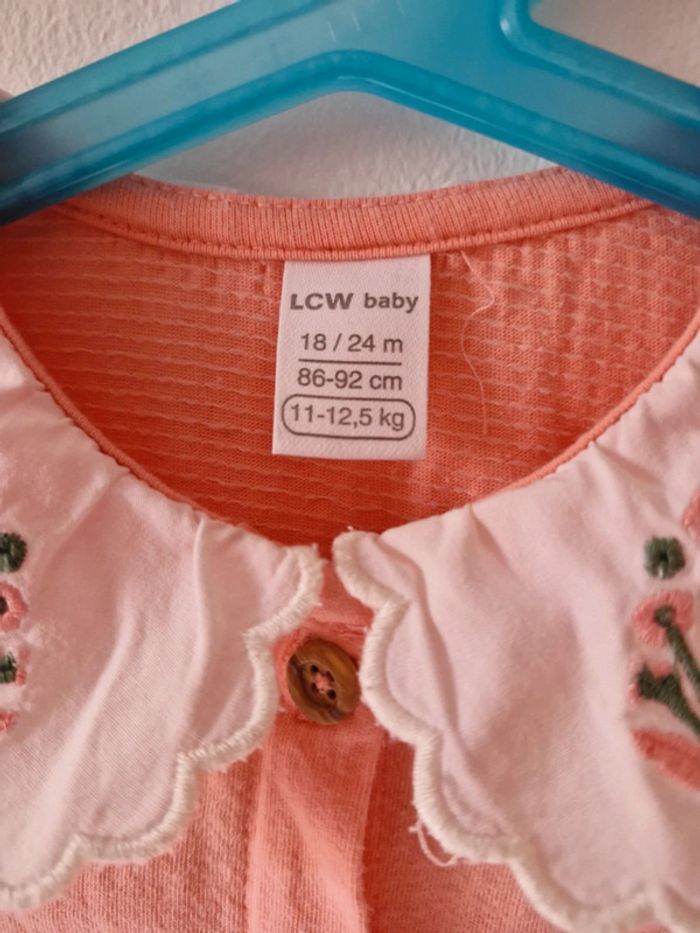 LCW baby
18 / 24 m
86-92 cm
11-12,5 kg